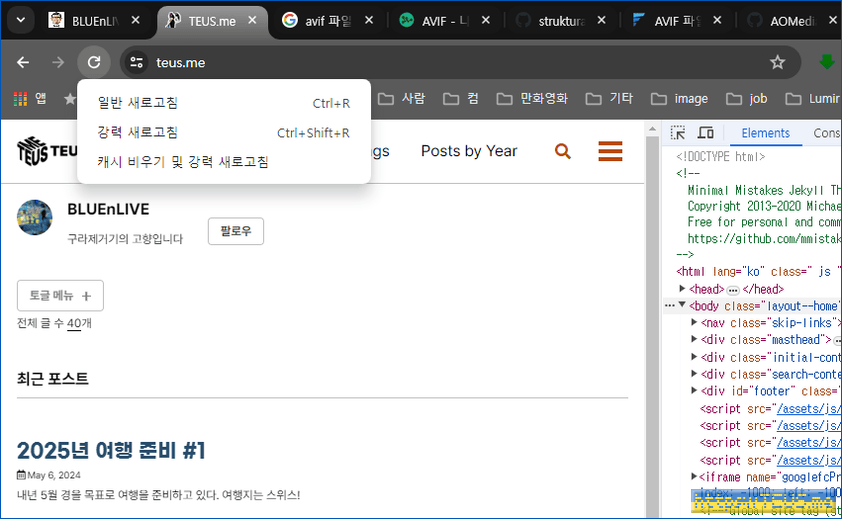 BLUEnLIVE
TEUS.me
avif 파일
AVIF - 나
struktura
AVIF 파일
AOMedia
teus.me
앱
사람
컴
만화영화
기타
image
job
Lumin
일반 새로고침 Ctrl+R
강력 새로고침 Ctrl+Shift+R
캐시 비우기 및 강력 새로고침
TEUS
Posts by Year
BLUEnLIVE
구라제거기의 고향입니다
팔로우
토글 메뉴 +
전체 글 수 40개
최근 포스트
2025년 여행 준비 #1
May 6, 2024
내년 5월 경을 목표로 여행을 준비하고 있다. 여행지는 스위스!
Elements Cons
<!DOCTYPE html>
<!--
Minimal Mistakes Jekyll Th
Copyright 2013-2020 Michae
Free for personal and comm
https://github.com/mmistak
-->
<html lang="ko" class=" js "
<head> … </head>
… <body class="layout--home"
<nav class="skip-links">
<div class="masthead"> …
<div class="initial-cont
<div class="search-conte
<div id="footer" class="
<script src="/assets/js/
<script src="/assets/js/
<script src="/assets/js/
<script src="/assets/js/
<iframe name="googlefcPr
index: -1000; left: -100